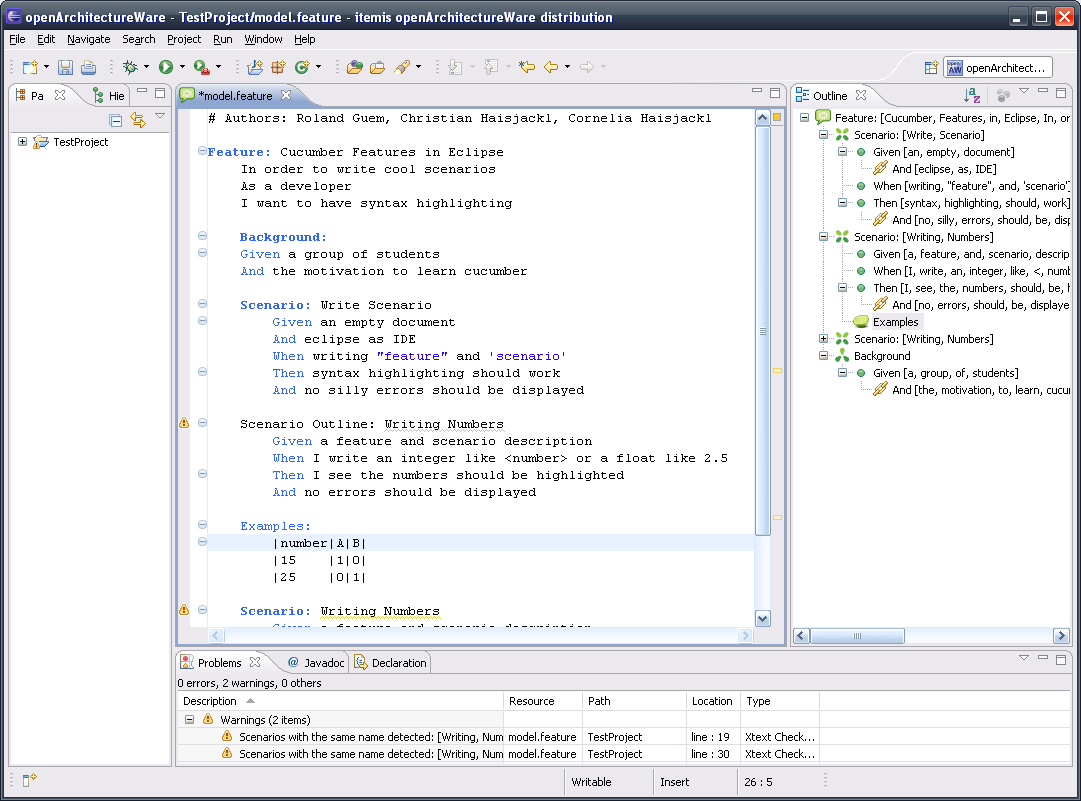 openArchitectureWare - TestProject/model.feature - itemis openArchitectureWare distribution
File Edit Navigate Search Project Run Window Help
openArchitect...
Pa
Hie
TestProject
*model.feature
# Authors: Roland Guem, Christian Haisjackl, Cornelia Haisjackl
Feature: Cucumber Features in Eclipse
In order to write cool scenarios
As a developer
I want to have syntax highlighting
Background:
Given a group of students
And the motivation to learn cucumber
Scenario: Write Scenario
Given an empty document
And eclipse as IDE
When writing "feature" and 'scenario'
Then syntax highlighting should work
And no silly errors should be displayed
Scenario Outline: Writing Numbers
Given a feature and scenario description
When I write an integer like <number> or a float like 2.5
Then I see the numbers should be highlighted
And no errors should be displayed
Examples:
|number|A|B|
|15    |1|0|
|25    |0|1|
Scenario: Writing Numbers
Given a feature and scenario description
Outline
Feature: [Cucumber, Features, in, Eclipse, In, or
Scenario: [Write, Scenario]
Given [an, empty, document]
And [eclipse, as, IDE]
When [writing, "feature", and, 'scenario']
Then [syntax, highlighting, should, work]
And [no, silly, errors, should, be, disp
Scenario: [Writing, Numbers]
Given [a, feature, and, scenario, descrip
When [I, write, an, integer, like, <, numb
Then [I, see, the, numbers, should, be, h
And [no, errors, should, be, displaye
Examples
Scenario: [Writing, Numbers]
Background
Given [a, group, of, students]
And [the, motivation, to, learn, cucu
Problems
@ Javadoc
Declaration
0 errors, 2 warnings, 0 others
Description Resource Path Location Type
Warnings (2 items)
Scenarios with the same name detected: [Writing, Num model.feature TestProject line : 19 Xtext Check...
Scenarios with the same name detected: [Writing, Num model.feature TestProject line : 30 Xtext Check...
Writable Insert 26 : 5